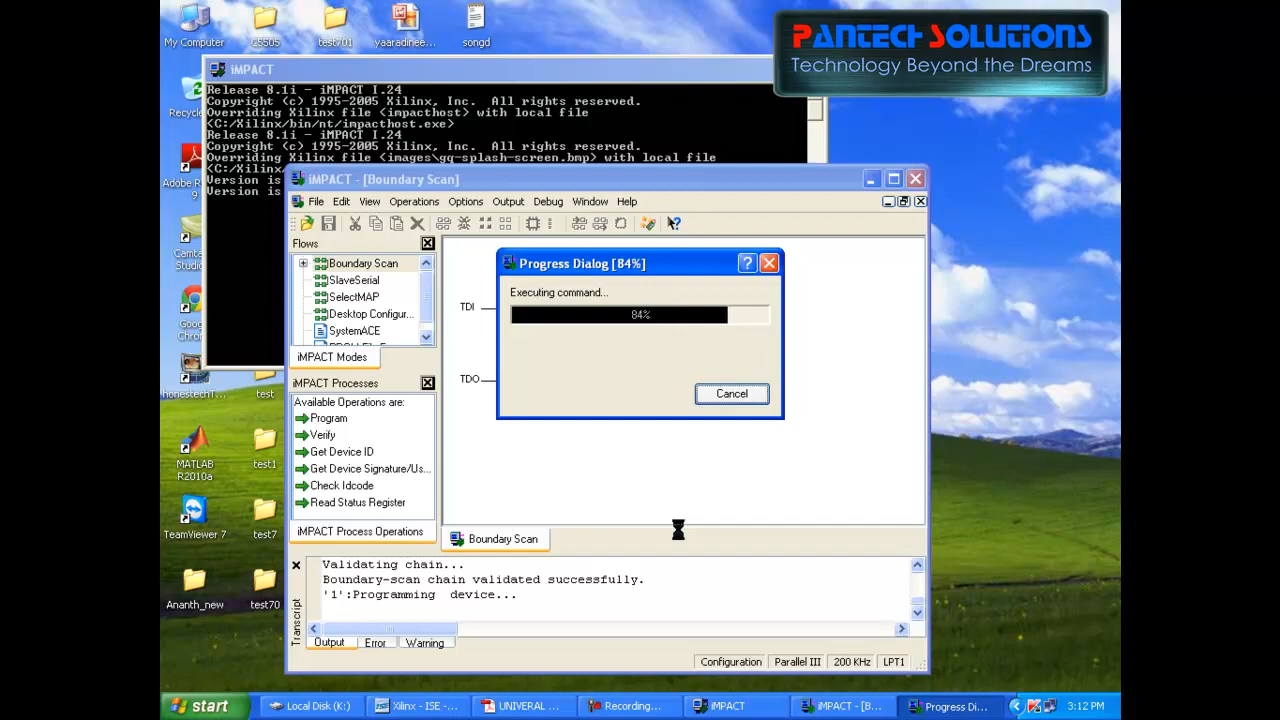 PANTECH SOLUTIONS
Technology Beyond the Dreams
My Computer
c5505
test701
yaaradinee...
songd
iMPACT
Release 8.1i - iMPACT I.24
Copyright (c) 1995-2005 Xilinx, Inc. All rights reserved.
Overriding Xilinx file <impacthost> with local file
<C:/Xilinx/bin/nt/impacthost.exe>
Release 8.1i - iMPACT I.24
Copyright (c) 1995-2005 Xilinx, Inc. All rights reserved.
Overriding Xilinx file <images\gq-splash-screen.bmp> with local file
<C:/Xilinx
Version is
Version is
Recycle
Adobe R
9
Camta
Studio
Goog
Chron
honestechT...
test
MATLAB
R2010a
test1
TeamViewer 7
test7
Ananth_new
test70
iMPACT - [Boundary Scan]
File Edit View Operations Options Output Debug Window Help
Flows
Boundary Scan
SlaveSerial
SelectMAP
Desktop Configur...
SystemACE
iMPACT Modes
iMPACT Processes
Available Operations are:
Program
Verify
Get Device ID
Get Device Signature/Us...
Check Idcode
Read Status Register
iMPACT Process Operations
TDI
TDO
Progress Dialog [84%]
Executing command...
84%
Cancel
Boundary Scan
Validating chain...
Boundary-scan chain validated successfully.
'1':Programming device...
Transcript
Output Error Warning
Configuration Parallel III 200 KHz LPT1
start
Local Disk (K:)
Xilinx - ISE - ...
UNIVERAL ...
Recording...
iMPACT
iMPACT - [B...
Progress Di...
3:12 PM